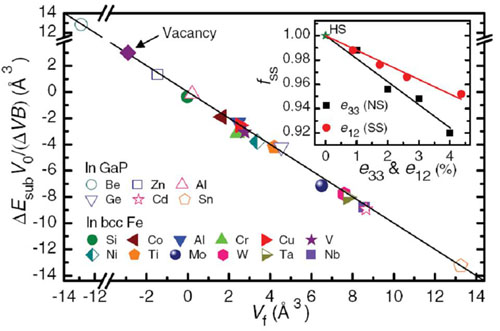 14
12
4
2
0
-2
-4
-6
-8
-10
-12
-14
ΔE_sub V_0/(ΔVB) (Å^3)
Vacancy
HS
1.00
0.98
0.96
0.94
0.92
f_ss
e_33 (NS)
e_12 (SS)
0 1 2 3 4
e_33 & e_12 (%)
In GaP
Be Zn Al
Ge Cd Sn
In bcc Fe
Si Co Al Cr Cu V
Ni Ti Mo W Ta Nb
-14 -12 -2 0 2 4 6 8 10 12 14
V_f (Å^3)